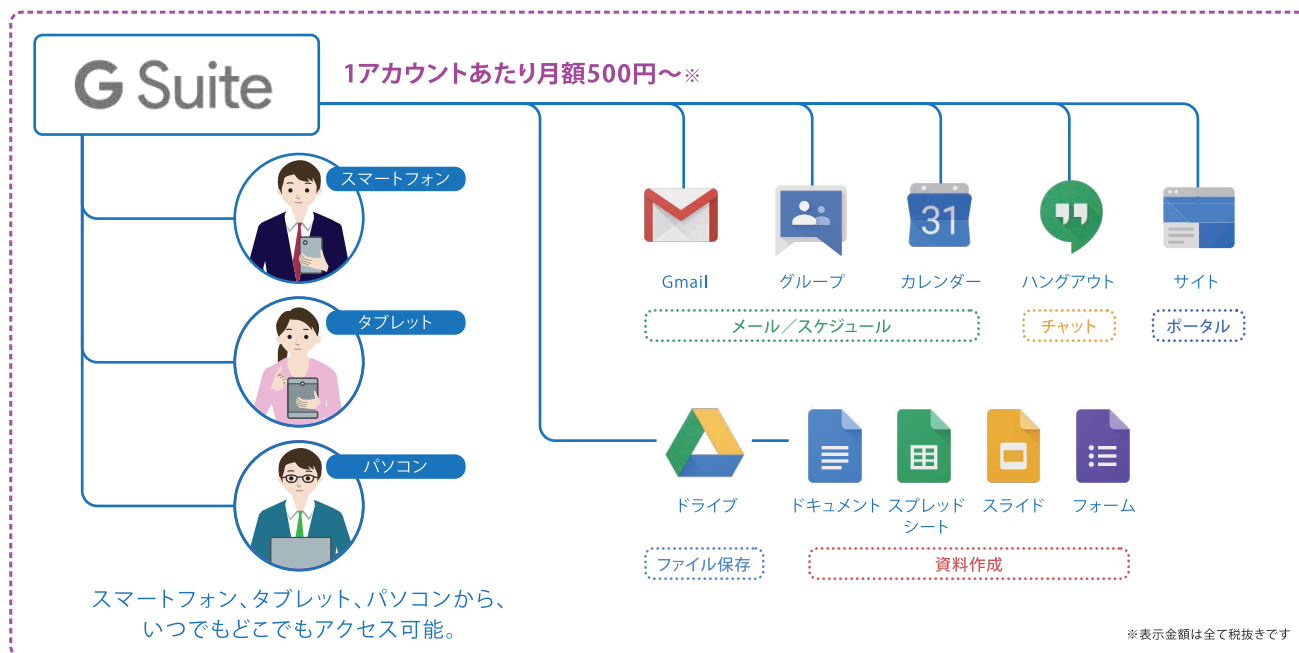 G Suite
1アカウントあたり月額500円〜※
スマートフォン
タブレット
パソコン
スマートフォン、タブレット、パソコンから、
いつでもどこでもアクセス可能。
31
Gmail
グループ
カレンダー
ハングアウト
サイト
メール／スケジュール
チャット
ポータル
ドライブ
ドキュメント
スプレッド
シート
スライド
フォーム
ファイル保存
資料作成
※表示金額は全て税抜きです